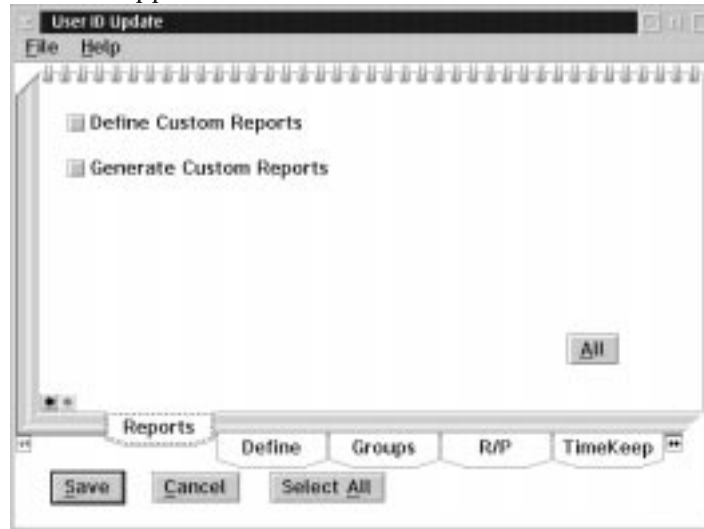 User ID Update
File Help
Define Custom Reports
Generate Custom Reports
All
Reports
Define Groups R/P TimeKeep
Save Cancel Select All